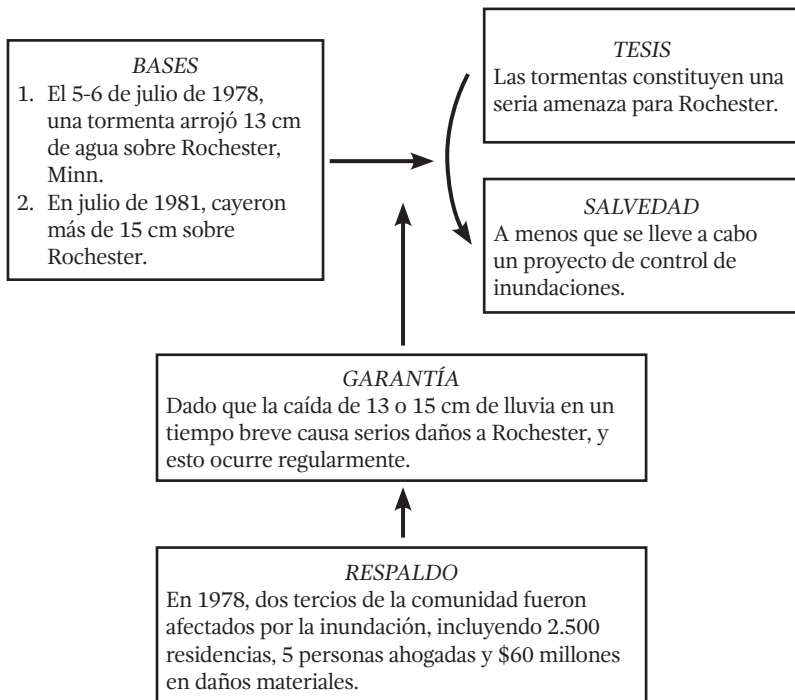 BASES
1. El 5-6 de julio de 1978,
una tormenta arrojó 13 cm
de agua sobre Rochester,
Minn.
2. En julio de 1981, cayeron
más de 15 cm sobre
Rochester.
TESIS
Las tormentas constituyen una
seria amenaza para Rochester.
SALVEDAD
A menos que se lleve a cabo
un proyecto de control de
inundaciones.
GARANTÍA
Dado que la caída de 13 o 15 cm de lluvia en un
tiempo breve causa serios daños a Rochester, y
esto ocurre regularmente.
RESPALDO
En 1978, dos tercios de la comunidad fueron
afectados por la inundación, incluyendo 2.500
residencias, 5 personas ahogadas y $60 millones
en daños materiales.